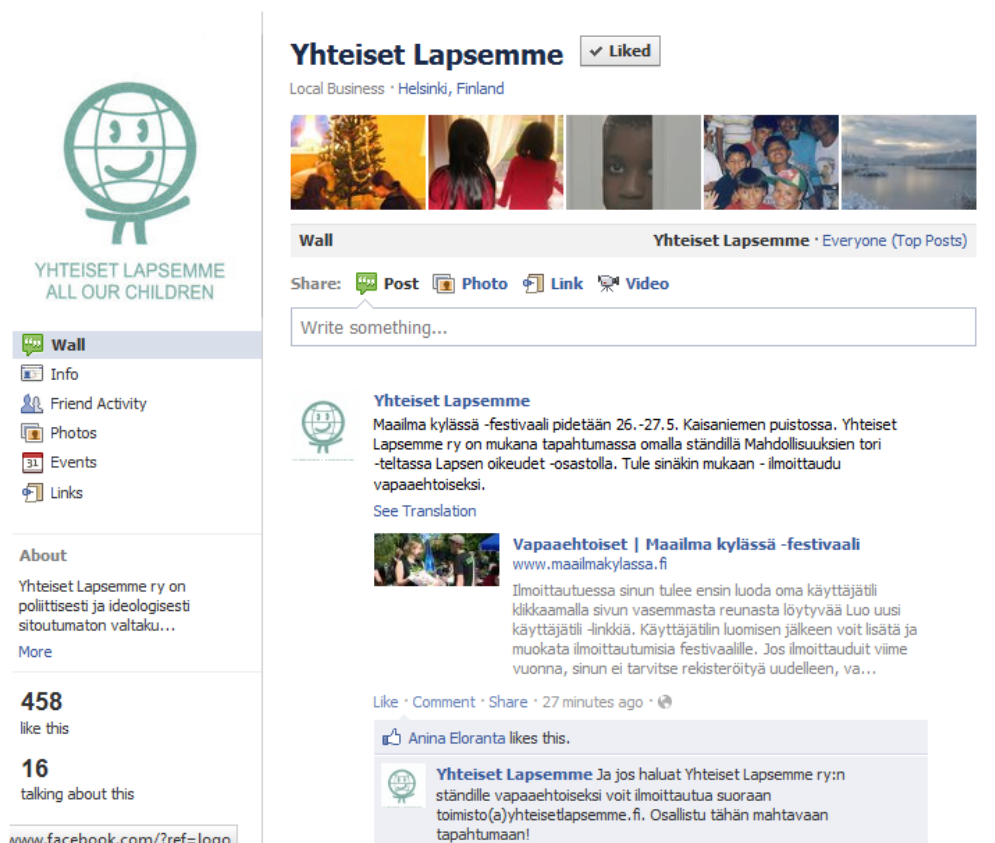 YHTEISET LAPSEMME
ALL OUR CHILDREN
Wall
Info
Friend Activity
Photos
31 Events
Links
About
Yhteiset Lapsemme ry on
poliittisesti ja ideologisesti
sitoutumaton valtaku...
More
458
like this
16
talking about this
www.facebook.com/?ref=logo
Yhteiset Lapsemme ✓ Liked
Local Business · Helsinki, Finland
Wall Yhteiset Lapsemme · Everyone (Top Posts)
Share: Post Photo Link Video
Write something...
Yhteiset Lapsemme
Maailma kylässä -festivaali pidetään 26.-27.5. Kaisaniemen puistossa. Yhteiset
Lapsemme ry on mukana tapahtumassa omalla ständillä Mahdollisuuksien tori
-teltassa Lapsen oikeudet -osastolla. Tule sinäkin mukaan - ilmoittaudu
vapaaehtoiseksi.
See Translation
Vapaaehtoiset | Maailma kylässä -festivaali
www.maailmakylassa.fi
Ilmoittautuessa sinun tulee ensin luoda oma käyttäjätili
klikkaamalla sivun vasemmasta reunasta löytyvää Luo uusi
käyttäjätili -linkkiä. Käyttäjätilin luomisen jälkeen voit lisätä ja
muokata ilmoittautumisia festivaalille. Jos ilmoittauduit viime
vuonna, sinun ei tarvitse rekisteröityä uudelleen, va...
Like · Comment · Share · 27 minutes ago ·
Anina Eloranta likes this.
Yhteiset Lapsemme Ja jos haluat Yhteiset Lapsemme ry:n
ständille vapaaehtoiseksi voit ilmoittautua suoraan
toimisto(a)yhteisetlapsemme.fi. Osallistu tähän mahtavaan
tapahtumaan!